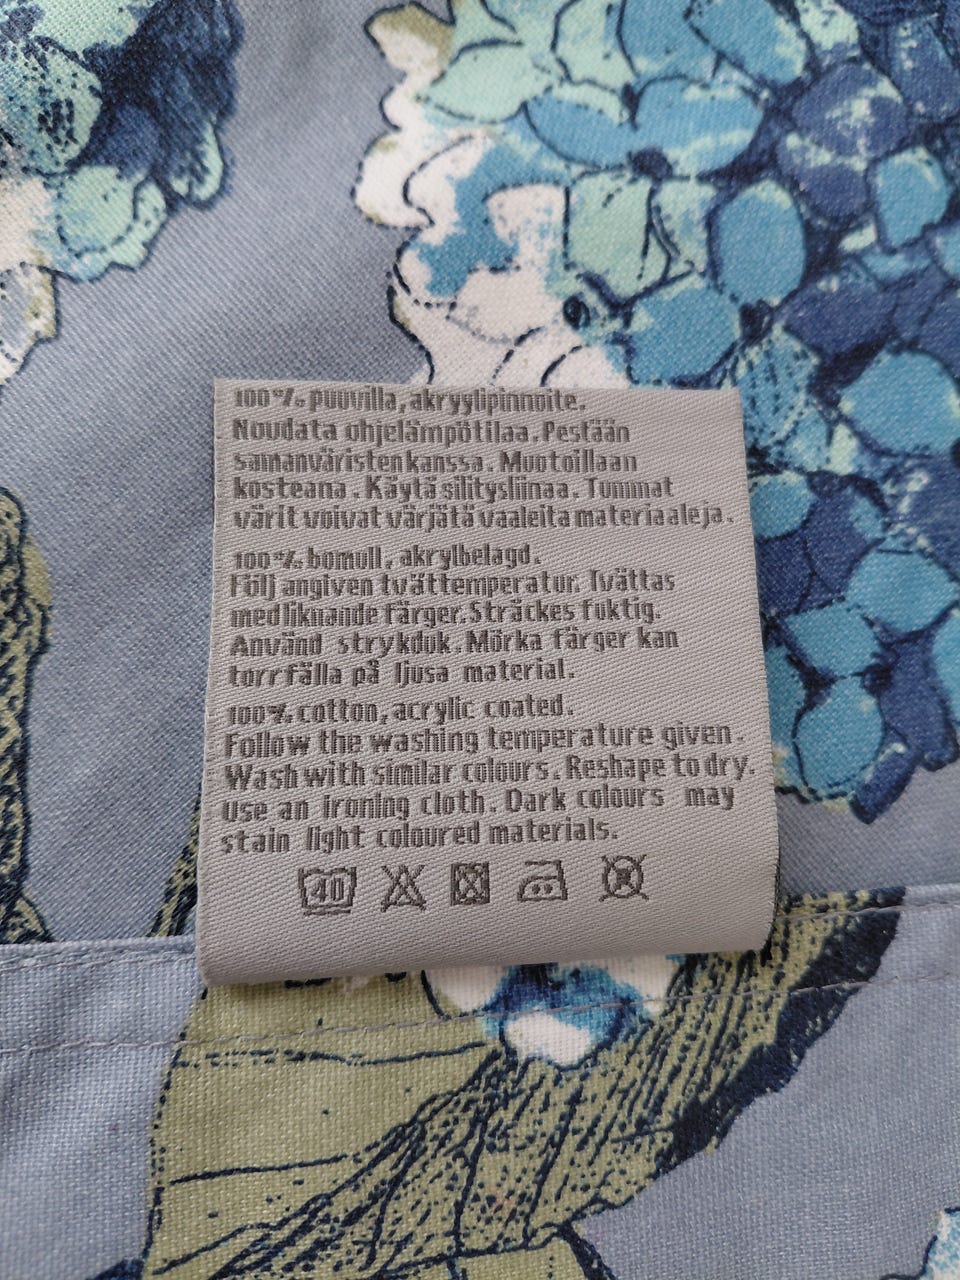 100% puuvilla, akryylipinnoite.
Noudata ohjelämpötilaa. Pestään
samanväristen kanssa. Muotoillaan
kosteana. Käytä silitysliinaa. Tummat
värit voivat värjätä vaaleita materiaaleja.
100% bomull, akrylbelagd.
Följ angiven tvättemperatur. Tvättas
med liknande färger. Sträckes fuktig.
Använd strykduk. Mörka färger kan
torrfälla på ljusa material.
100% cotton, acrylic coated.
Follow the washing temperature given.
Wash with similar colours. Reshape to dry.
Use an ironing cloth. Dark colours may
stain light coloured materials.
40